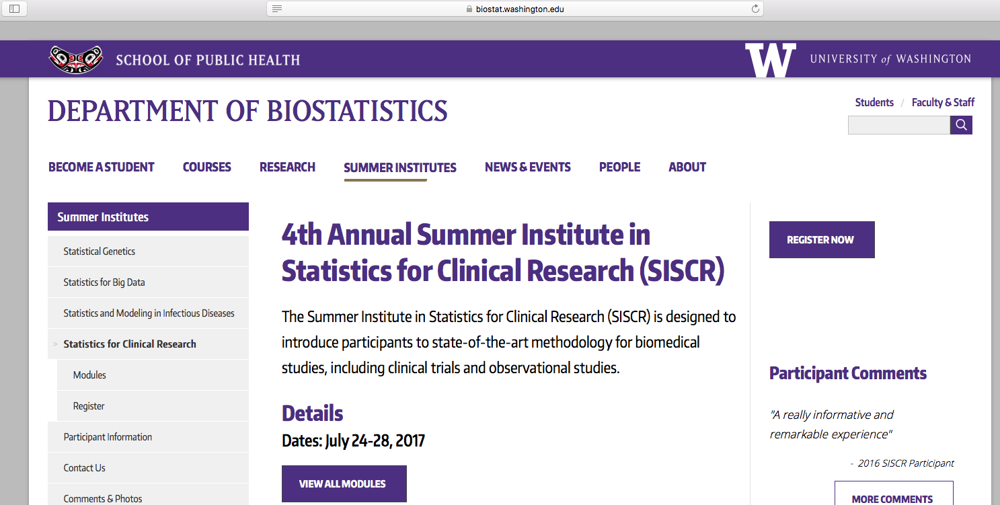 biostat.washington.edu
SCHOOL OF PUBLIC HEALTH
W UNIVERSITY of WASHINGTON
DEPARTMENT OF BIOSTATISTICS
Students / Faculty & Staff
BECOME A STUDENT COURSES RESEARCH SUMMER INSTITUTES NEWS & EVENTS PEOPLE ABOUT
Summer Institutes
Statistical Genetics
Statistics for Big Data
Statistics and Modeling in Infectious Diseases
> Statistics for Clinical Research
Modules
Register
Participant Information
Contact Us
Comments & Photos
4th Annual Summer Institute in
Statistics for Clinical Research (SISCR)
The Summer Institute in Statistics for Clinical Research (SISCR) is designed to
introduce participants to state-of-the-art methodology for biomedical
studies, including clinical trials and observational studies.
Details
Dates: July 24-28, 2017
VIEW ALL MODULES
REGISTER NOW
Participant Comments
"A really informative and
remarkable experience"
- 2016 SISCR Participant
MORE COMMENTS